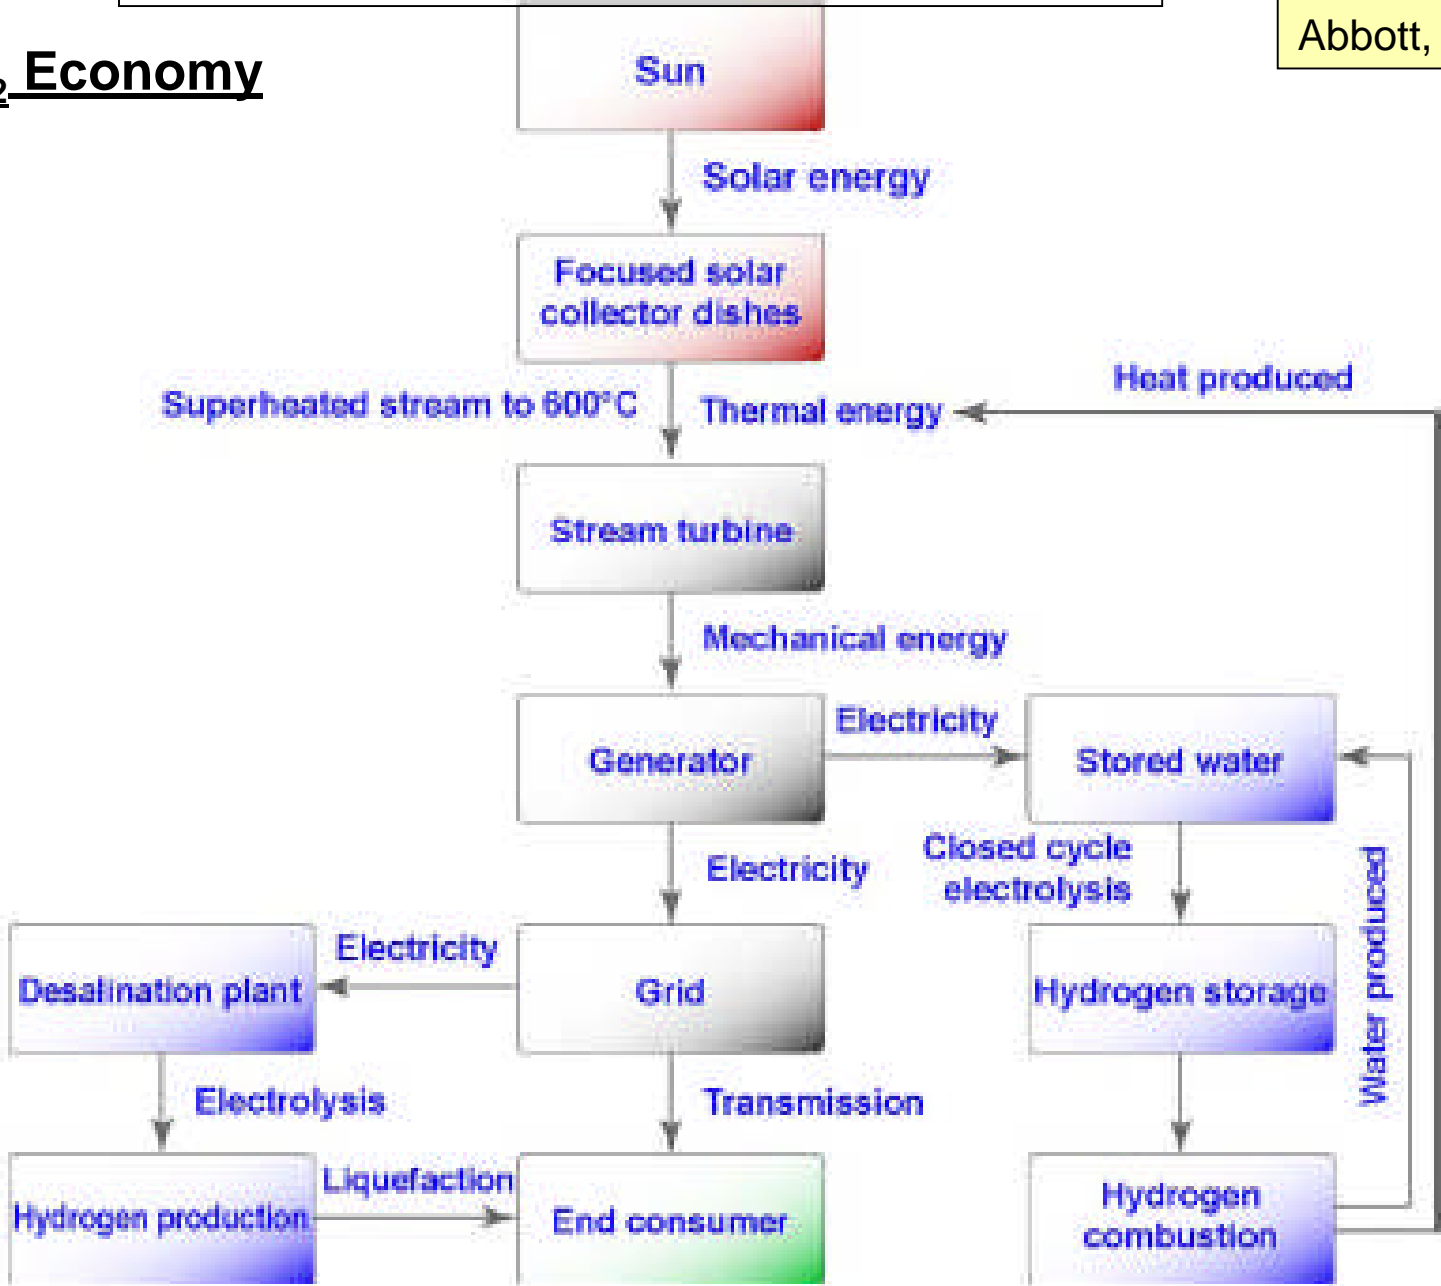 Abbott,
₂ Economy
Sun
Solar energy
Focused solar
collector dishes
Superheated stream to 600°C
Thermal energy
Heat produced
Stream turbine
Mechanical energy
Generator
Electricity
Stored water
Electricity
Closed cycle
electrolysis
Water produced
Desalination plant
Electricity
Grid
Hydrogen storage
Electrolysis
Transmission
Hydrogen production
Liquefaction
End consumer
Hydrogen
combustion